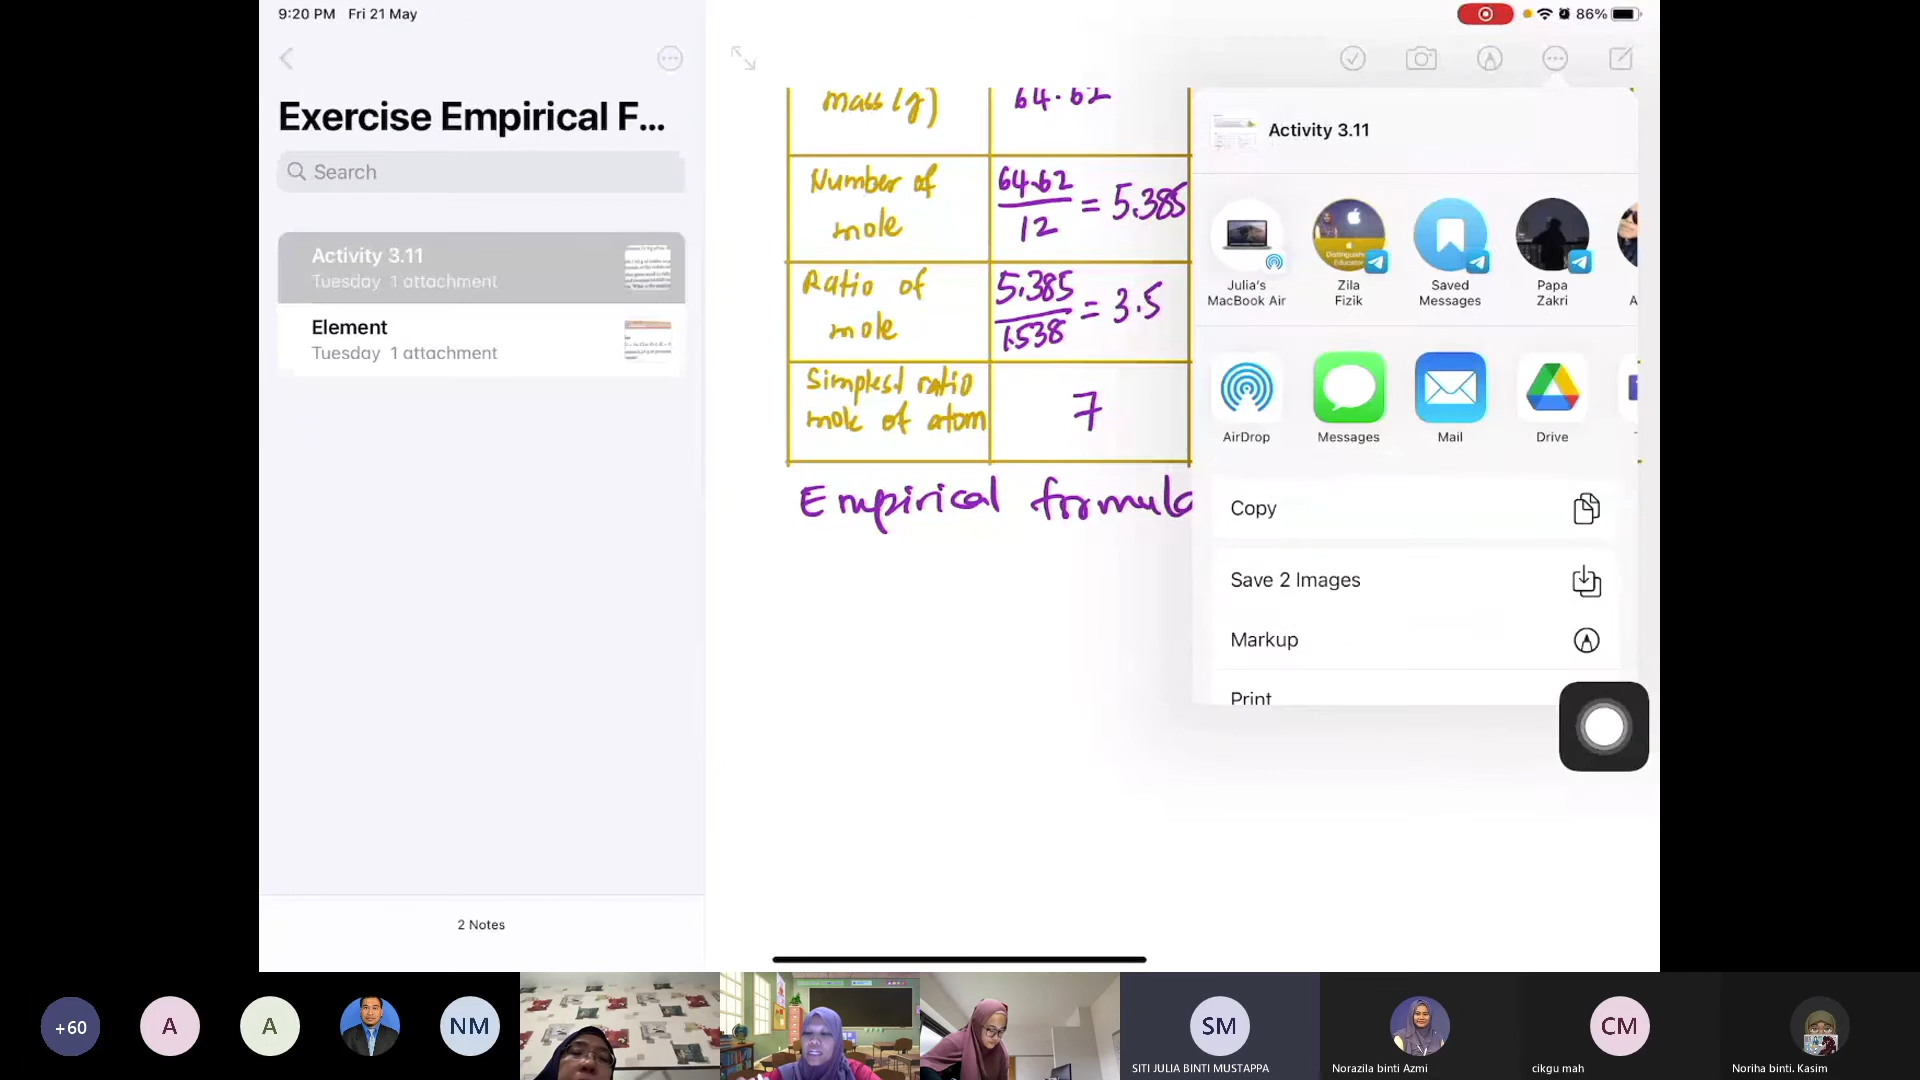 9:20 PM Fri 21 May
86%
Exercise Empirical F...
Search
Activity 3.11
Tuesday 1 attachment
Element
Tuesday 1 attachment
2 Notes
mass (g)
64.62
Number of
mole
64.62
12
= 5.385
Ratio of
mole
5.385
1.538
= 3.5
Simplest ratio
mole of atom
7
Empirical formula
Activity 3.11
Julia's
MacBook Air
Zila
Fizik
Saved
Messages
Papa
Zakri
AirDrop
Messages
Mail
Drive
Copy
Save 2 Images
Markup
Print
+60
A
A
NM
SM
SITI JULIA BINTI MUSTAPPA
Norazila binti Azmi
CM
cikgu mah
Noriha binti. Kasim